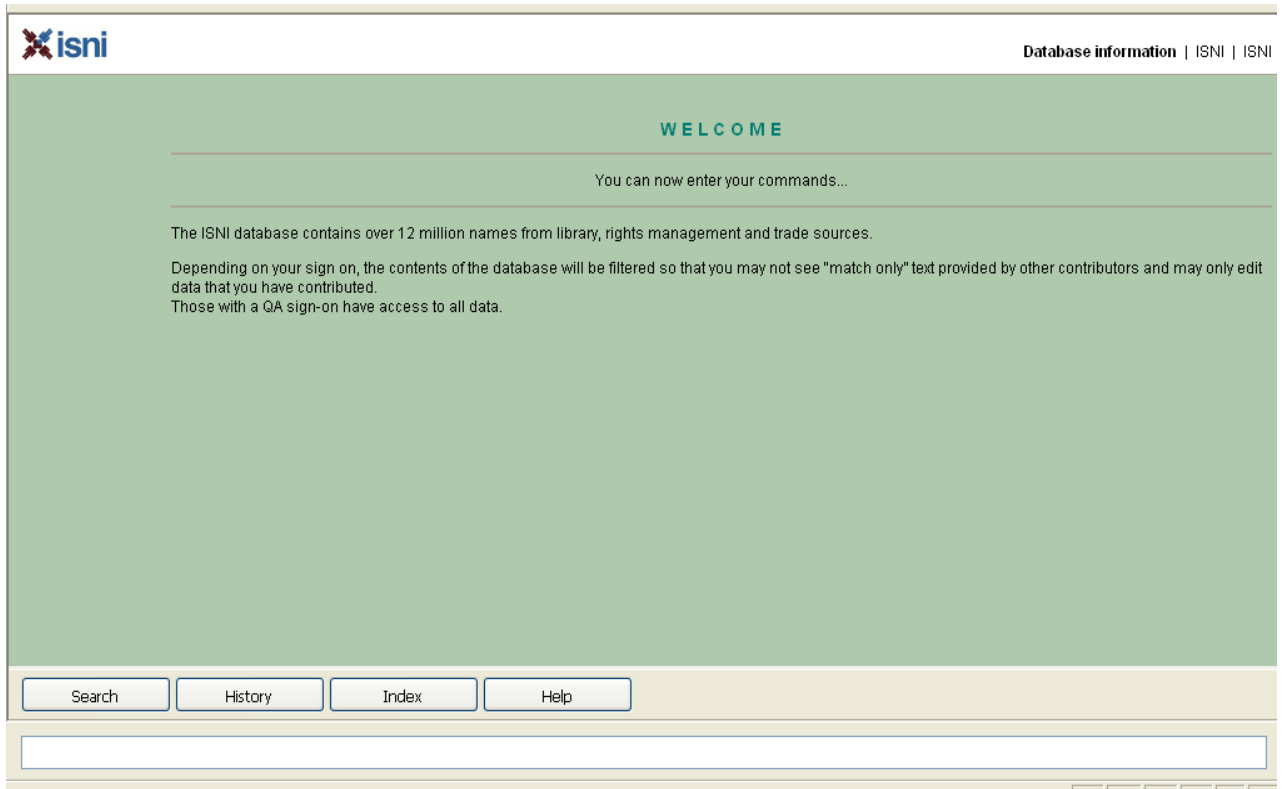 isni
Database information | ISNI | ISNI
WELCOME
You can now enter your commands...
The ISNI database contains over 12 million names from library, rights management and trade sources.
Depending on your sign on, the contents of the database will be filtered so that you may not see "match only" text provided by other contributors and may only edit
data that you have contributed.
Those with a QA sign-on have access to all data.
Search History Index Help